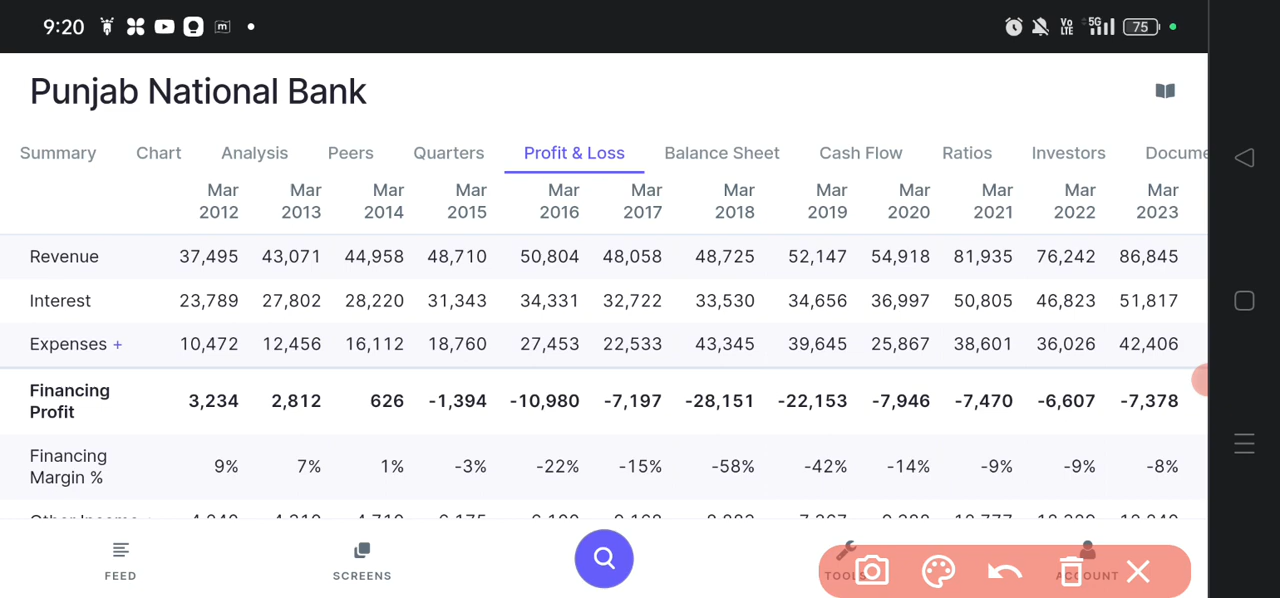 9:20 m Vo LTE 5G 75
Punjab National Bank
Summary Chart Analysis Peers Quarters Profit & Loss Balance Sheet Cash Flow Ratios Investors Docume
Mar Mar Mar Mar Mar Mar Mar Mar Mar Mar Mar Mar
2012 2013 2014 2015 2016 2017 2018 2019 2020 2021 2022 2023
Revenue 37,495 43,071 44,958 48,710 50,804 48,058 48,725 52,147 54,918 81,935 76,242 86,845
Interest 23,789 27,802 28,220 31,343 34,331 32,722 33,530 34,656 36,997 50,805 46,823 51,817
Expenses + 10,472 12,456 16,112 18,760 27,453 22,533 43,345 39,645 25,867 38,601 36,026 42,406
Financing
Profit 3,234 2,812 626 -1,394 -10,980 -7,197 -28,151 -22,153 -7,946 -7,470 -6,607 -7,378
Financing
Margin % 9% 7% 1% -3% -22% -15% -58% -42% -14% -9% -9% -8%
FEED SCREENS TOOLS ACCOUNT